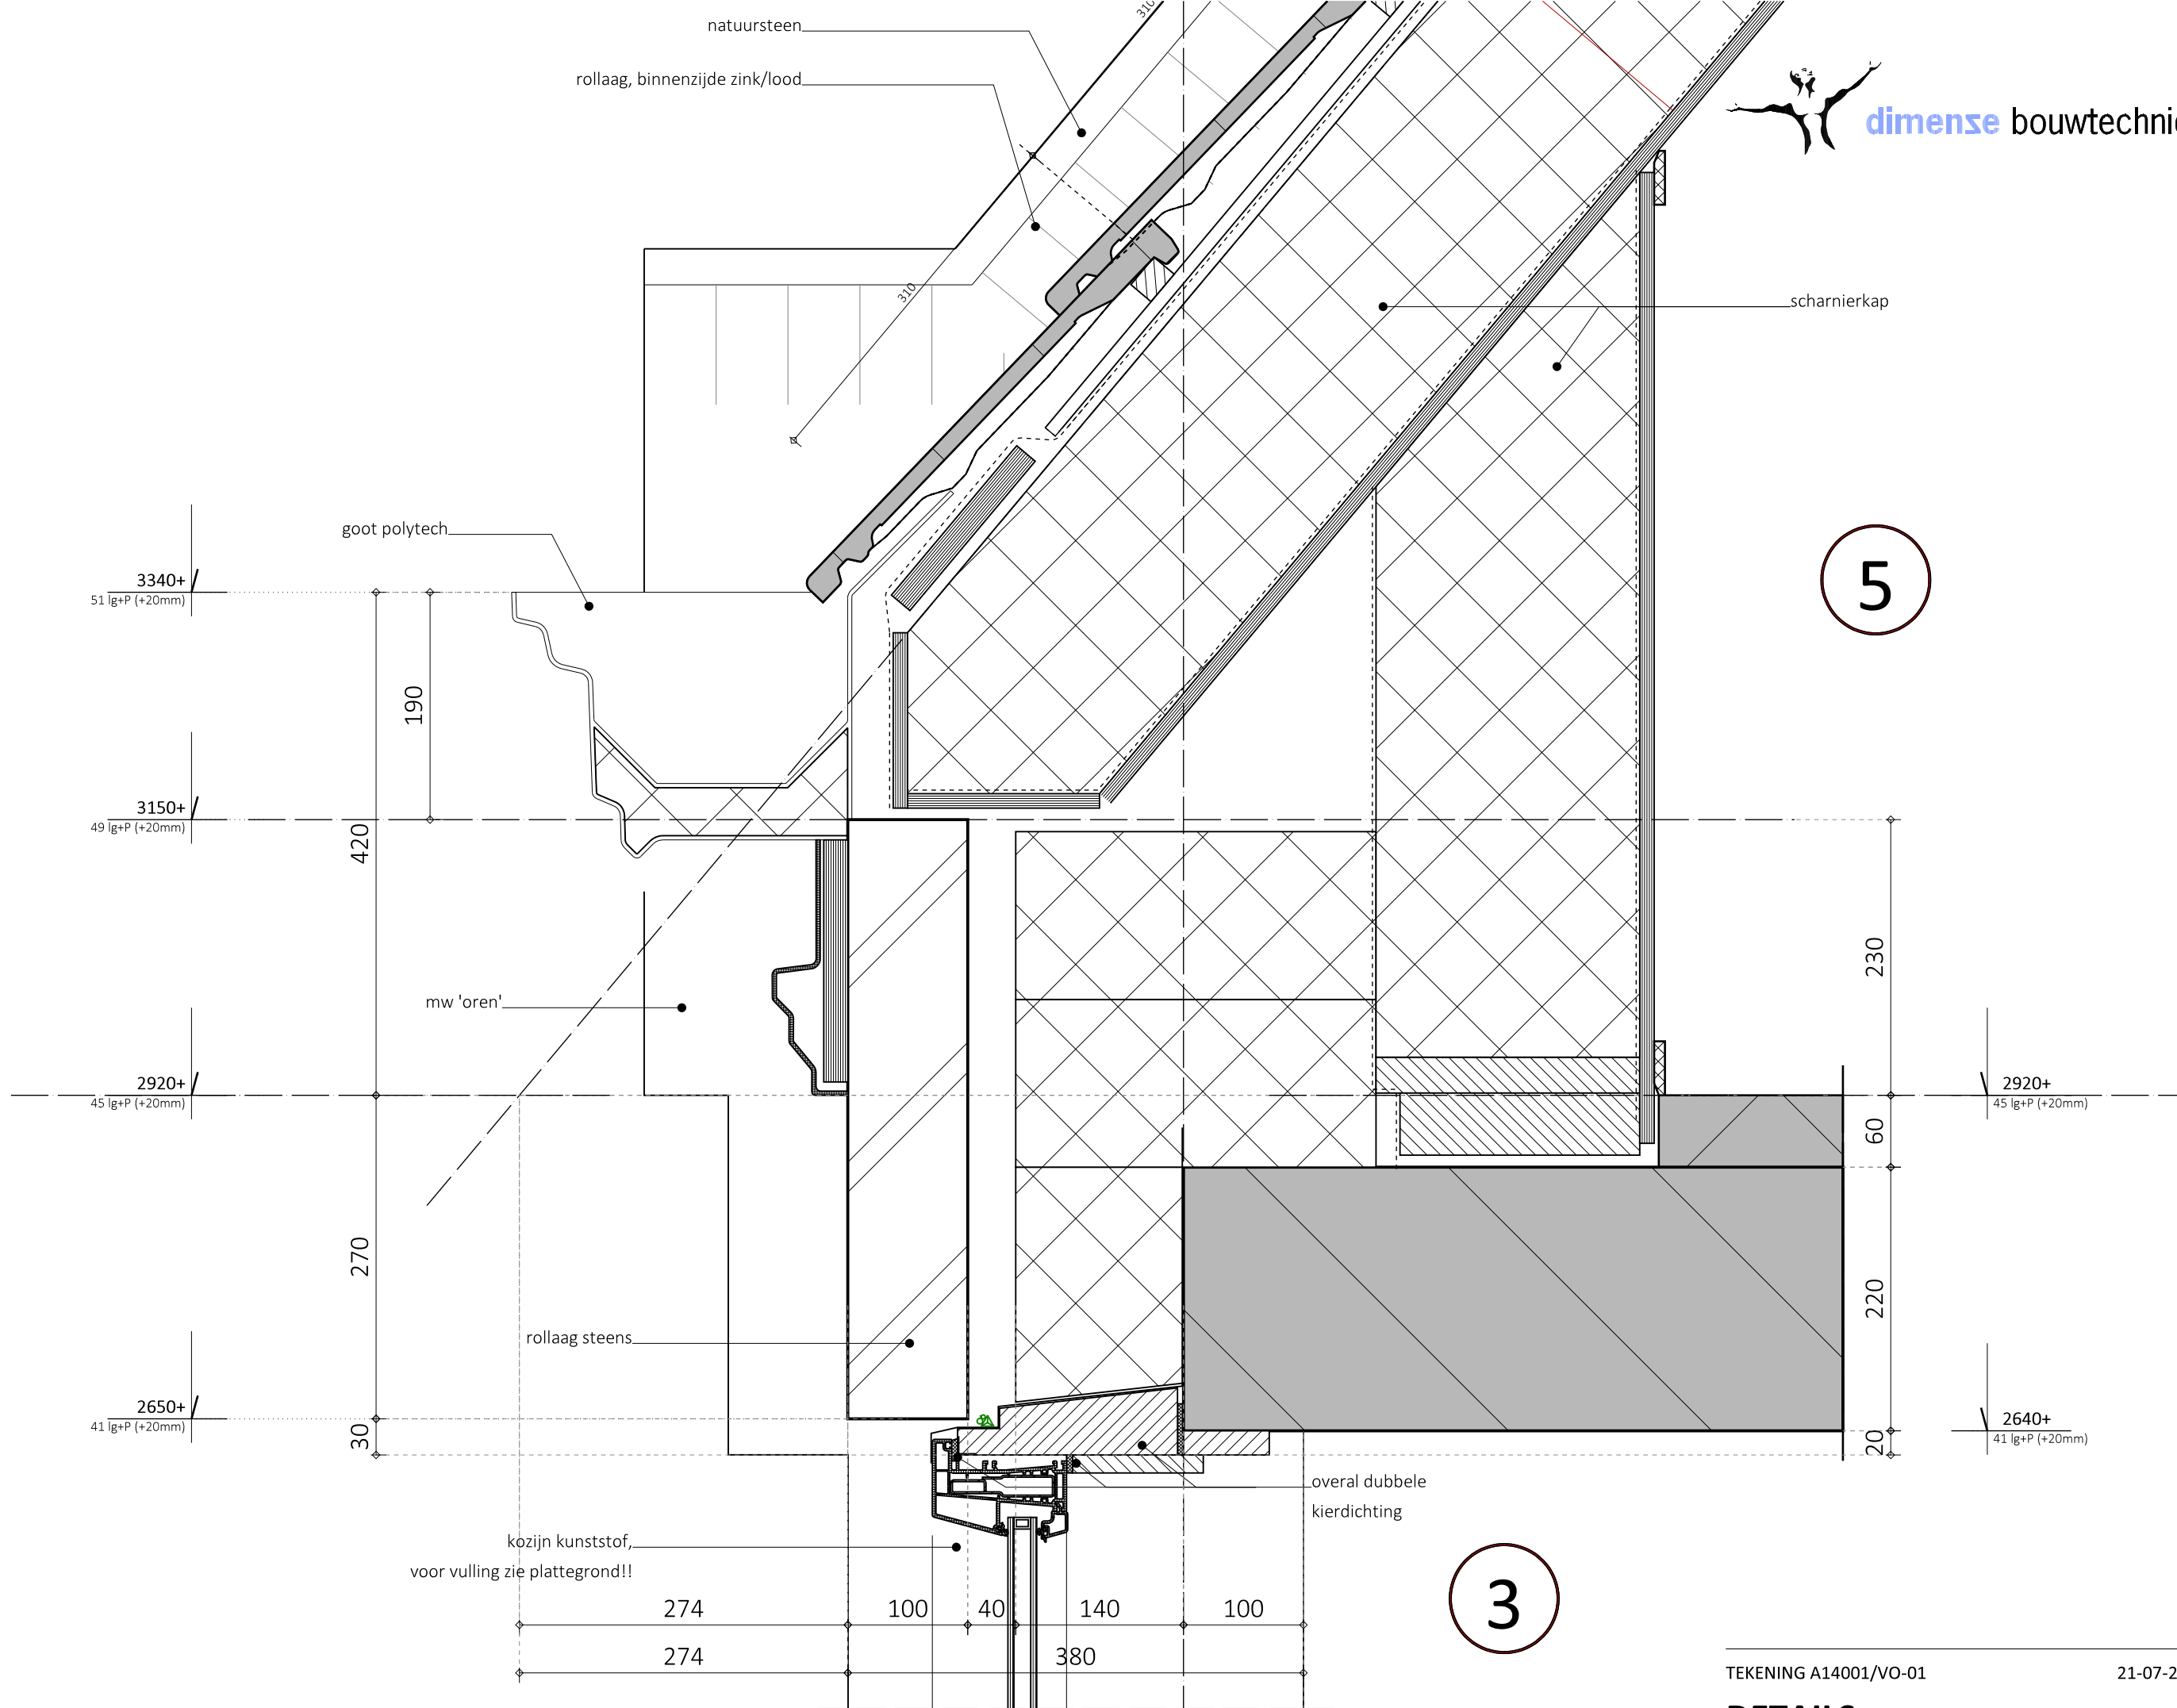 natuursteen
310
rollaag, binnenzijde zink/lood
dimenze bouwtechni
310
scharnierkap
goot polytech
3340+
51 lg+P (+20mm)
5
190
3150+
49 lg+P (+20mm)
420
230
mw 'oren'
2920+
45 lg+P (+20mm)
2920+
45 lg+P (+20mm)
60
270
220
rollaag steens
2650+
41 lg+P (+20mm)
30
2640+
41 lg+P (+20mm)
20
overal dubbele
kierdichting
kozijn kunststof,
voor vulling zie plattegrond!!
3
274 100 40 140 100
274 380
TEKENING A14001/VO-01 21-07-2